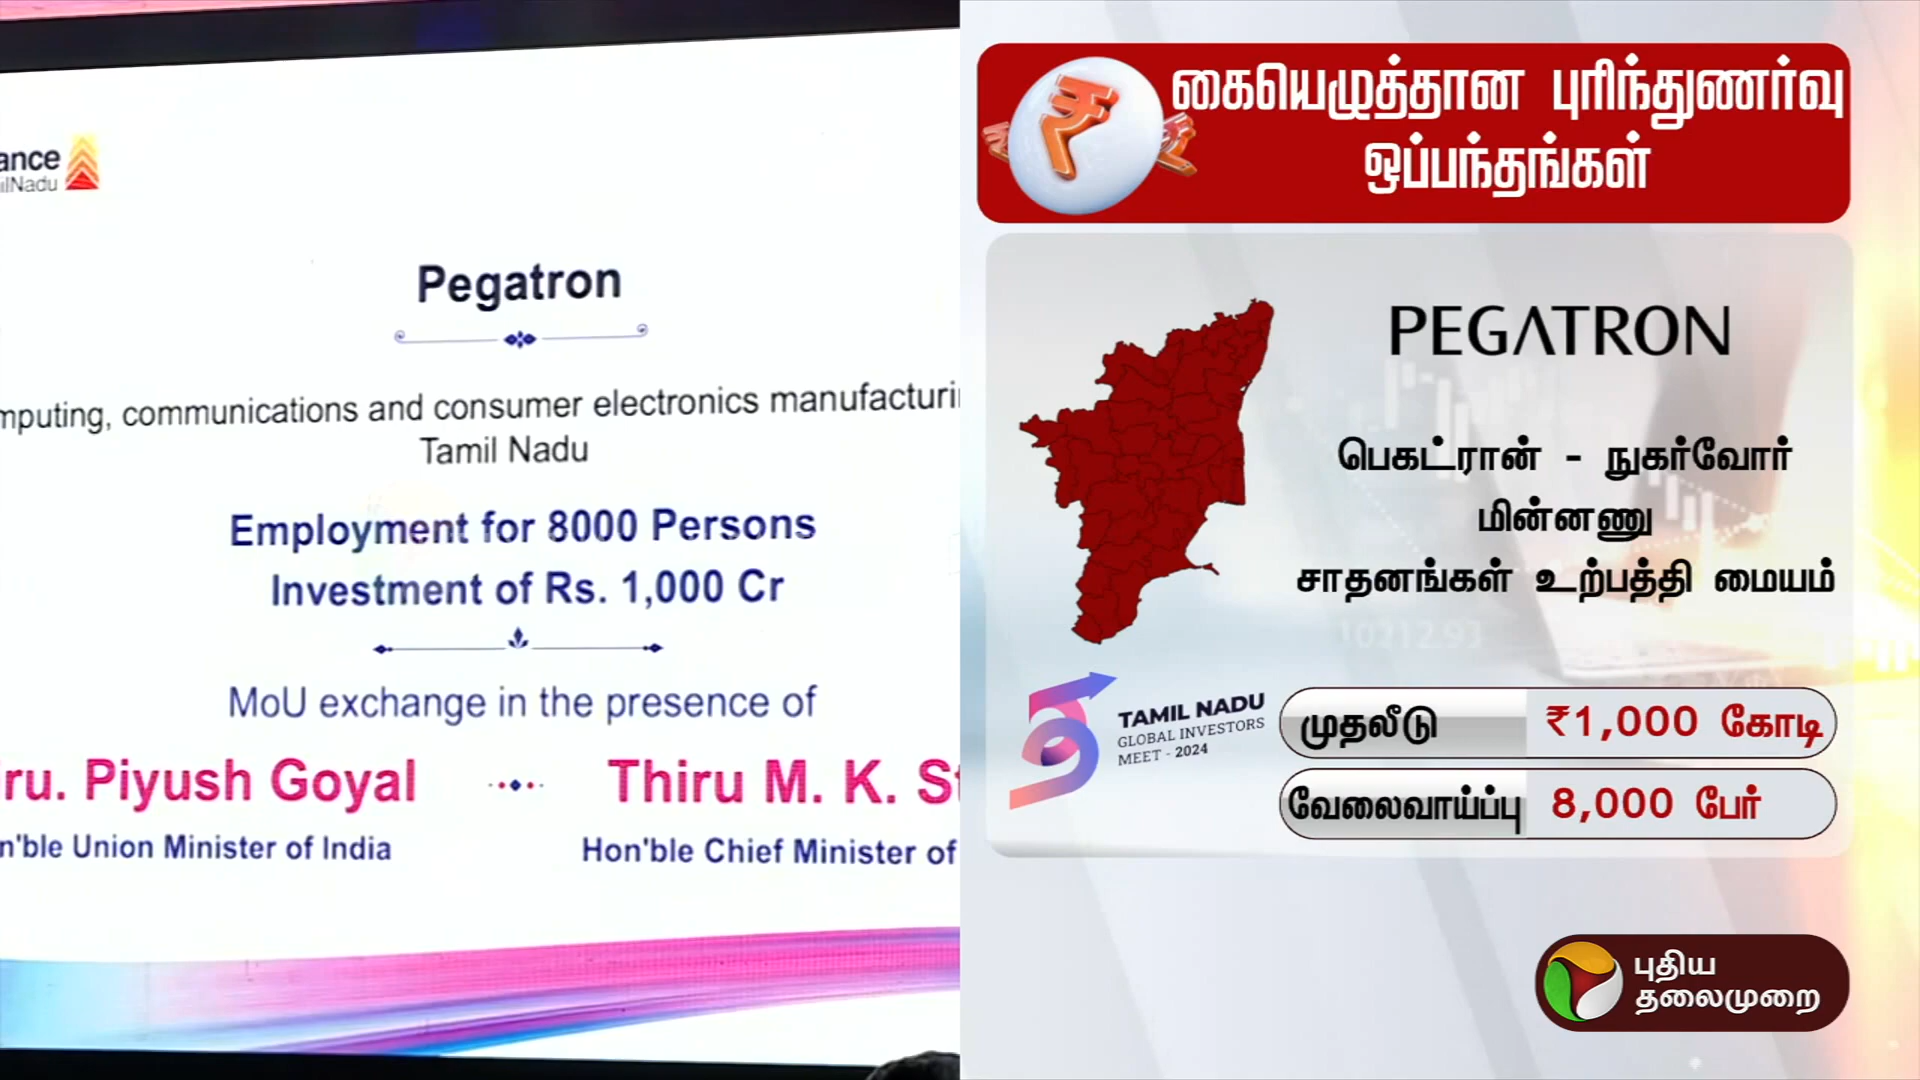 ance
ilNadu
Pegatron
mputing, communications and consumer electronics manufacturi
Tamil Nadu
Employment for 8000 Persons
Investment of Rs. 1,000 Cr
MoU exchange in the presence of
ru. Piyush Goyal
Thiru M. K. St
n'ble Union Minister of India
Hon'ble Chief Minister of
கையெழுத்தான புரிந்துணர்வு
ஒப்பந்தங்கள்
PEGATRON
பெகட்ரான் - நுகர்வோர்
மின்னணு
சாதனங்கள் உற்பத்தி மையம்
10212.93
TAMIL NADU
GLOBAL INVESTORS
MEET - 2024
முதலீடு ₹1,000 கோடி
வேலைவாய்ப்பு 8,000 பேர்
புதிய
தலைமுறை